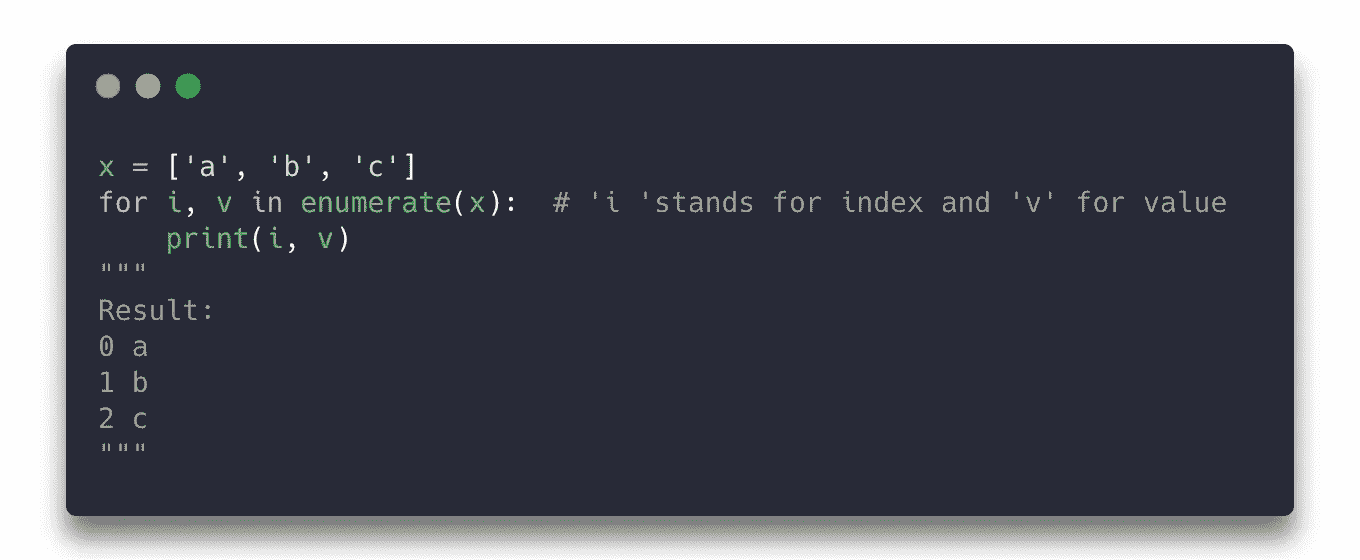 x = ['a', 'b', 'c']
for i, v in enumerate(x):  # 'i 'stands for index and 'v' for value
    print(i, v)
"""
Result:
0 a
1 b
2 c
"""